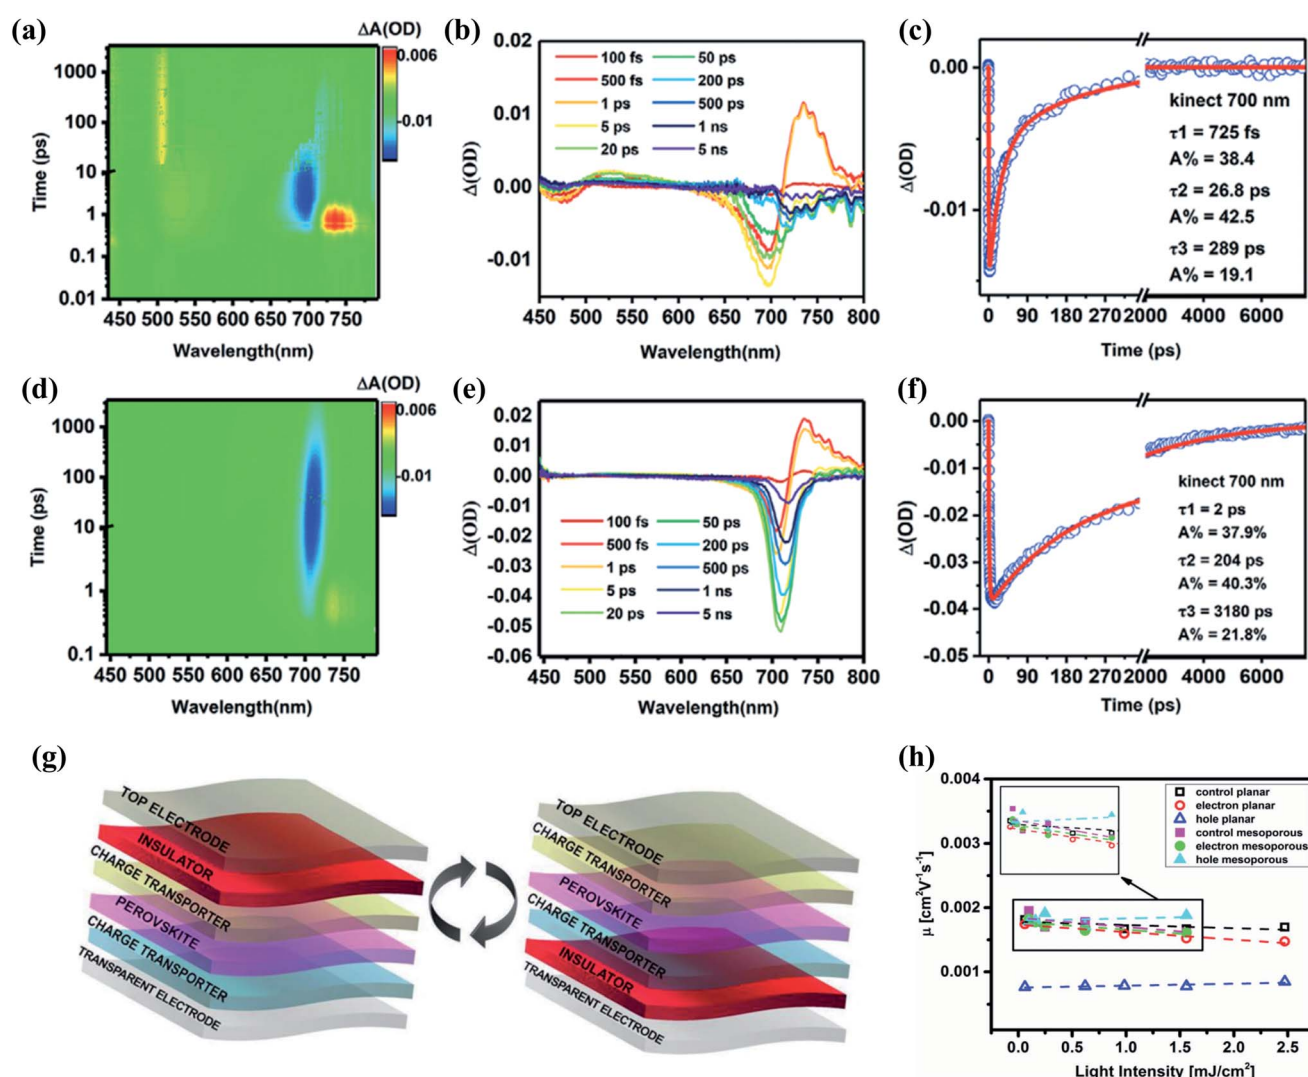 (a)
ΔA(OD)
0.006
-0.01
1000
100
10
1
0.1
0.01
Time (ps)
450 500 550 600 650 700 750
Wavelength(nm)
(b)
0.02
0.01
0.00
-0.01
Δ(OD)
100 fs
500 fs
1 ps
5 ps
20 ps
50 ps
200 ps
500 ps
1 ns
5 ns
450 500 550 600 650 700 750 800
Wavelength(nm)
(c)
0.00
-0.01
Δ(OD)
kinect 700 nm
τ1 = 725 fs
A% = 38.4
τ2 = 26.8 ps
A% = 42.5
τ3 = 289 ps
A% = 19.1
0 90 180 270 4000 6000
Time (ps)
(d)
ΔA(OD)
0.006
-0.01
1000
100
10
1
0.1
Time (ps)
450 500 550 600 650 700 750
Wavelength(nm)
(e)
0.02
0.01
0.00
-0.01
-0.02
-0.03
-0.04
-0.05
-0.06
Δ(OD)
100 fs
500 fs
1 ps
5 ps
20 ps
50 ps
200 ps
500 ps
1 ns
5 ns
450 500 550 600 650 700 750 800
Wavelength(nm)
(f)
0.00
-0.01
-0.02
-0.03
-0.04
-0.05
Δ(OD)
kinect 700 nm
τ1 = 2 ps
A% = 37.9%
τ2 = 204 ps
A% = 40.3%
τ3 = 3180 ps
A% = 21.8%
0 90 180 270 4000 6000
Time (ps)
(g)
TOP ELECTRODE
INSULATOR
CHARGE TRANSPORTER
PEROVSKITE
CHARGE TRANSPORTER
TRANSPARENT ELECTRODE
TOP ELECTRODE
CHARGE TRANSPORTER
PEROVSKITE
CHARGE TRANSPORTER
INSULATOR
TRANSPARENT ELECTRODE
(h)
0.004
0.003
0.002
0.001
μ [cm²V⁻¹s⁻¹]
control planar
electron planar
hole planar
control mesoporous
electron mesoporous
hole mesoporous
0.0 0.5 1.0 1.5 2.0 2.5
Light Intensity [mJ/cm²]